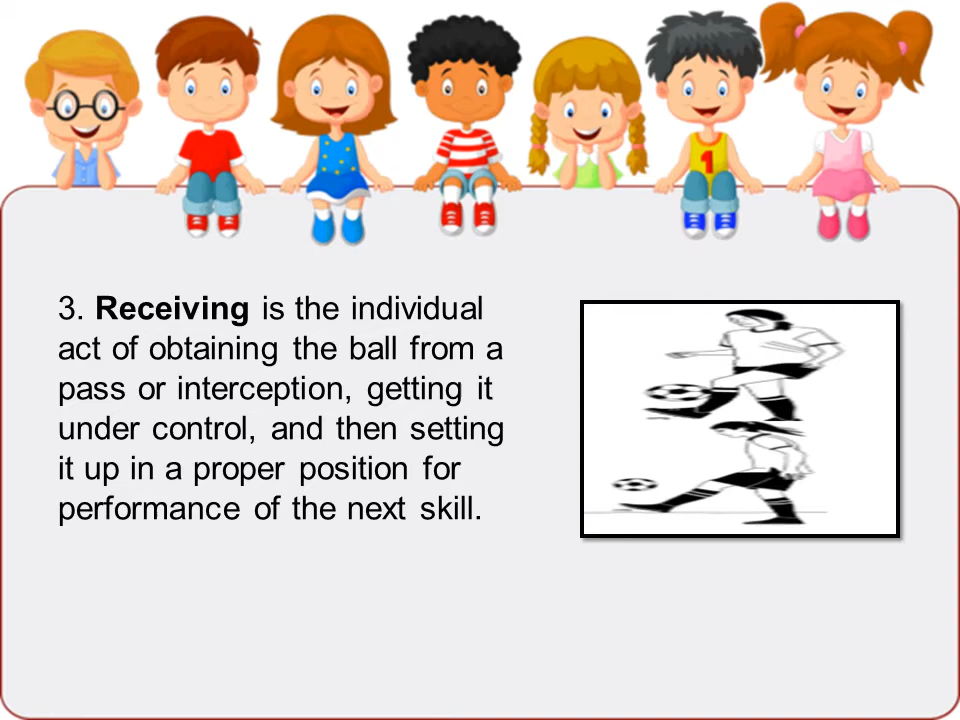 1
3. Receiving is the individual
act of obtaining the ball from a
pass or interception, getting it
under control, and then setting
it up in a proper position for
performance of the next skill.